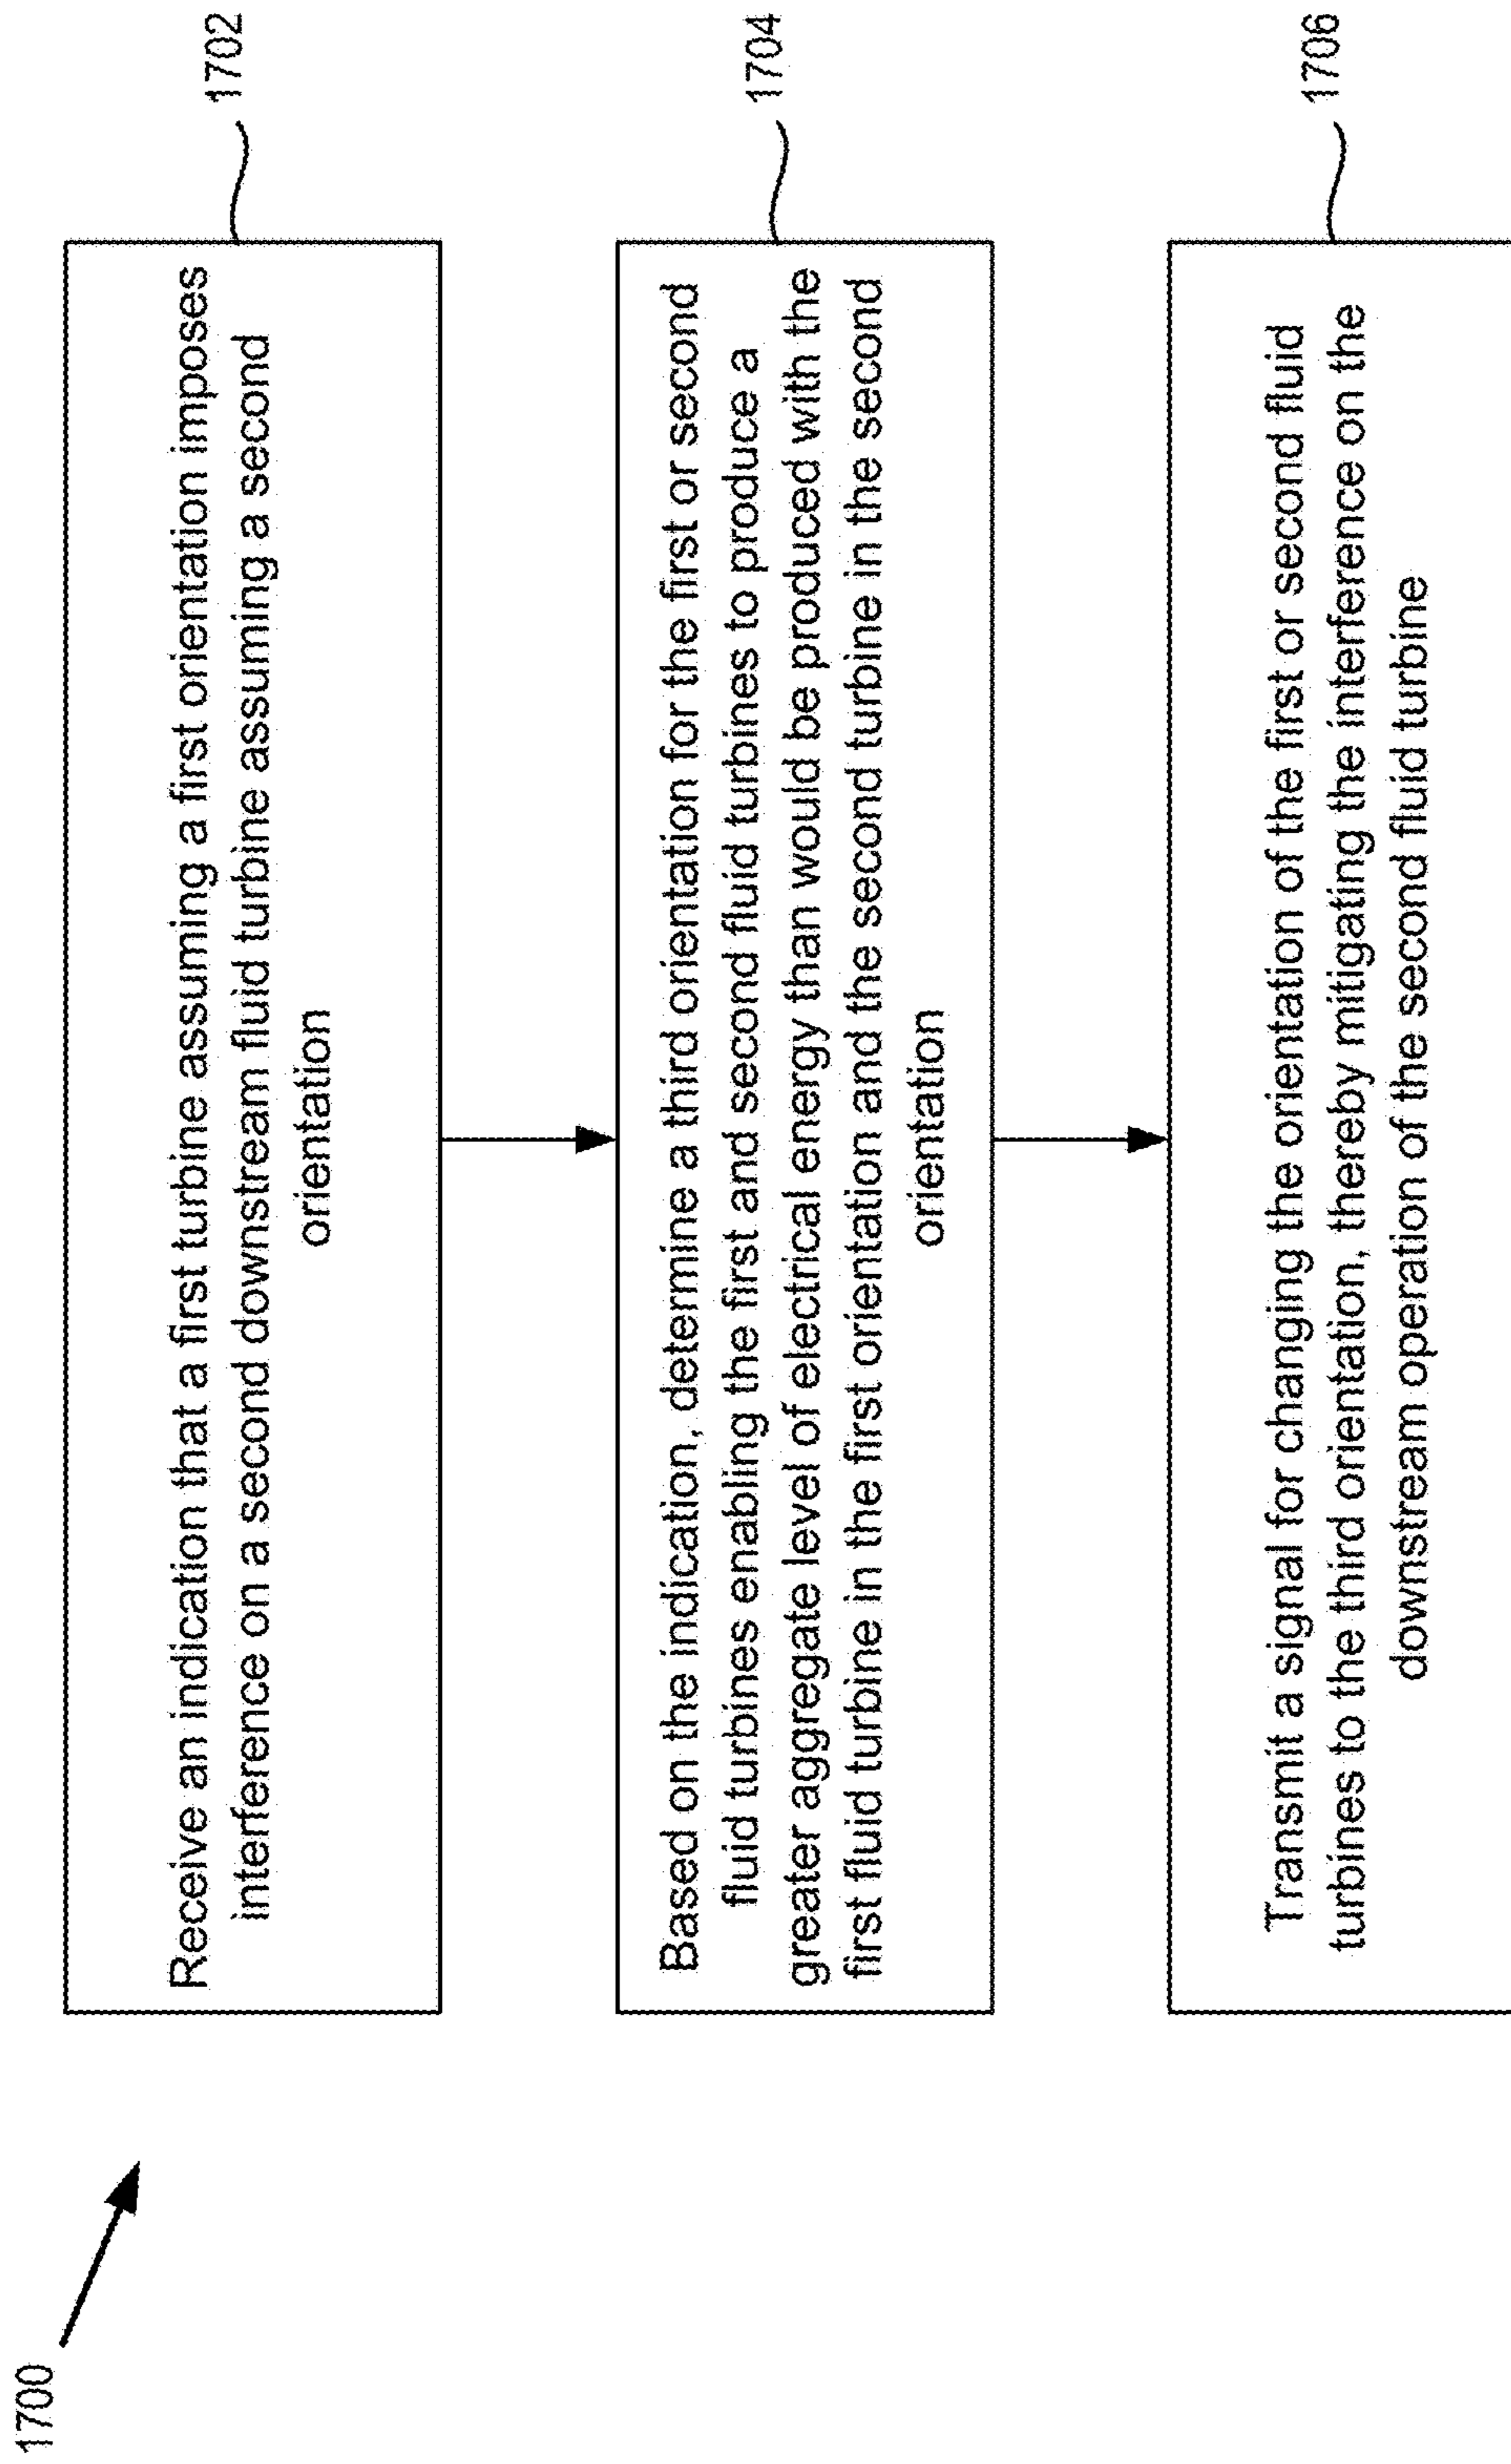 1700
Receive an indication that a first turbine assuming a first orientation imposes
interference on a second downstream fluid turbine assuming a second
orientation
1702
Based on the indication, determine a third orientation for the first or second
fluid turbines enabling the first and second fluid turbines to produce a
greater aggregate level of electrical energy than would be produced with the
first fluid turbine in the first orientation and the second turbine in the second
orientation
1704
Transmit a signal for changing the orientation of the first or second fluid
turbines to the third orientation, thereby mitigating the interference on the
downstream operation of the second fluid turbine
1706